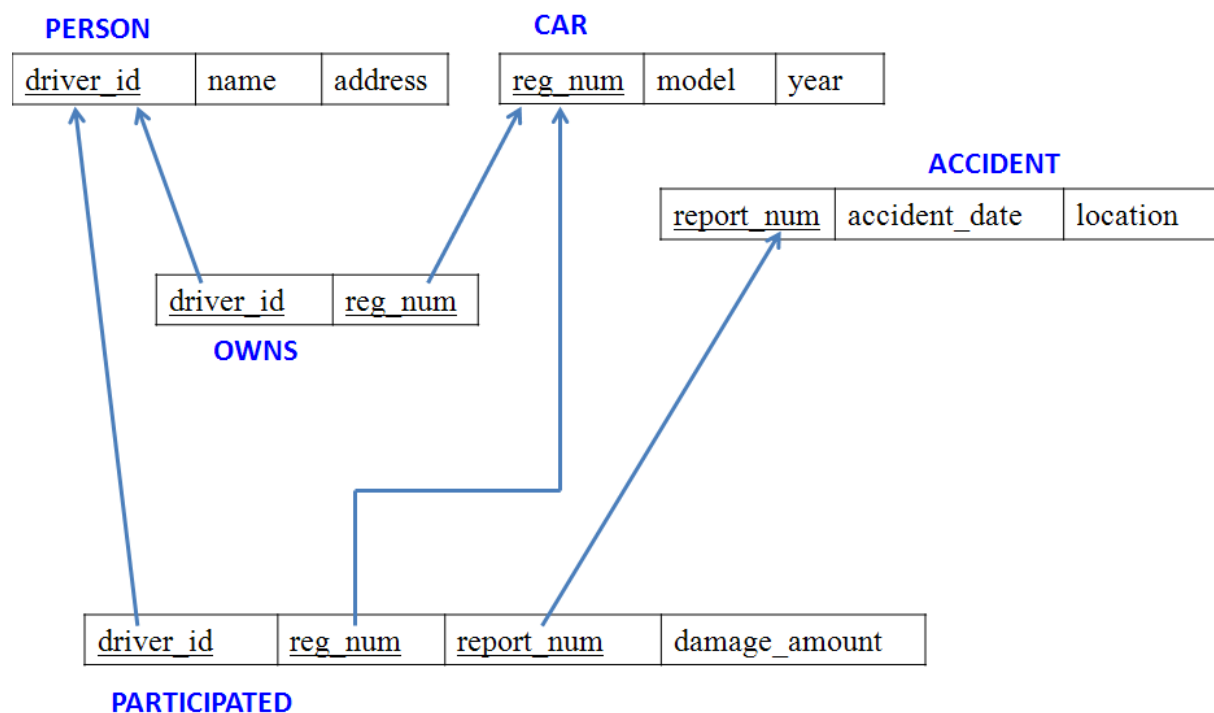 PERSON
CAR
driver_id name address
reg_num model year
ACCIDENT
report_num accident_date location
driver_id reg_num
OWNS
driver_id reg_num report_num damage_amount
PARTICIPATED